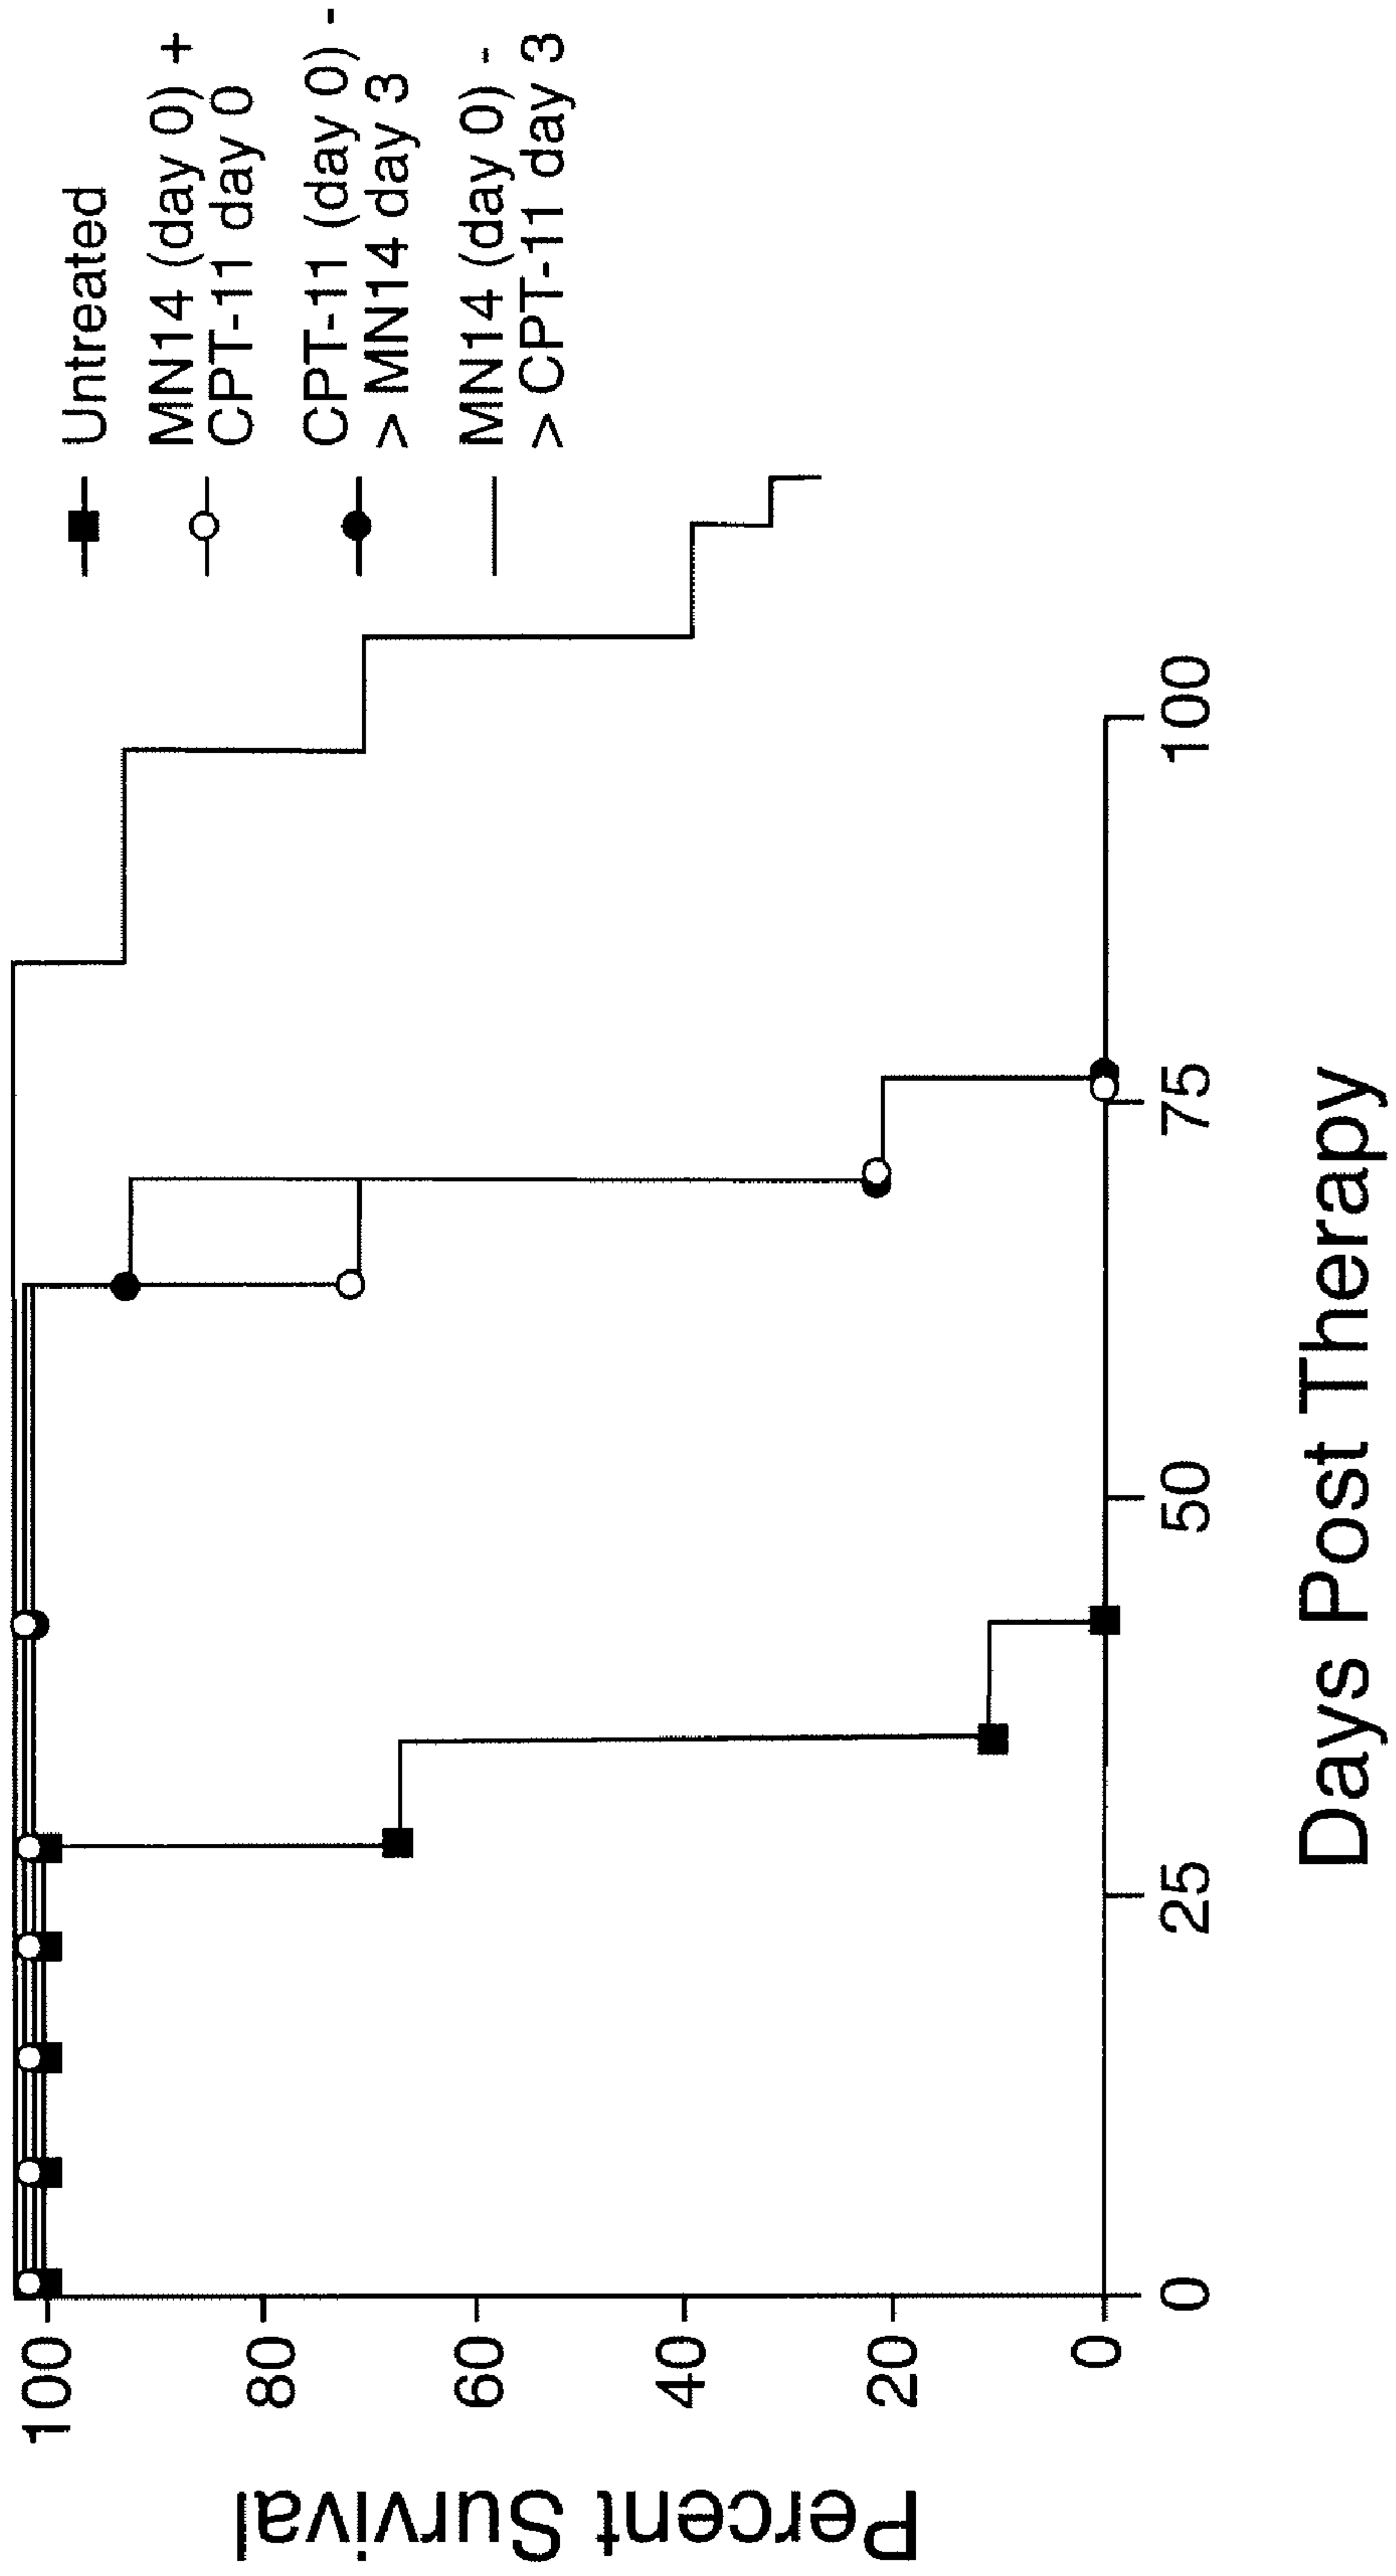 Untreated
MN14 (day 0) +
CPT-11 day 0
CPT-11 (day 0) -
> MN14 day 3
MN14 (day 0) -
> CPT-11 day 3
Percent Survival
100
80
60
40
20
0
0
25
50
75
100
Days Post Therapy